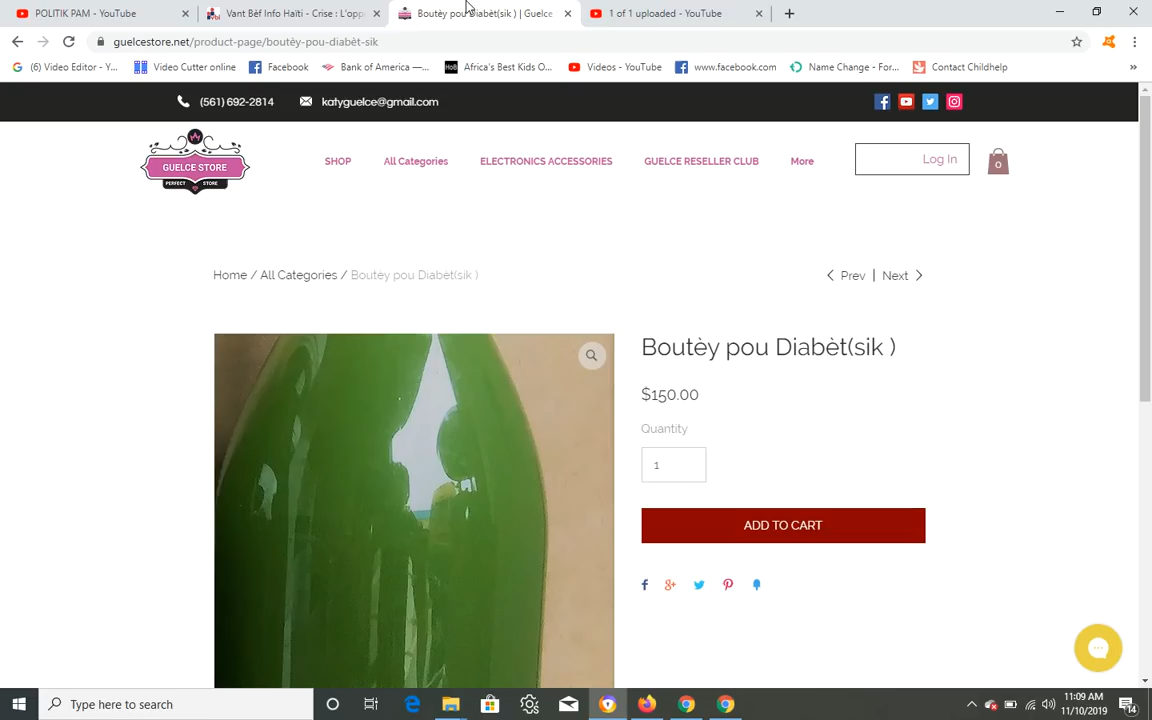 POLITIK PAM - YouTube
Vant Bèf Info Haïti - Crise : L'opp
Boutèy pou Diabèt(sik ) | Guelce
1 of 1 uploaded - YouTube
guelcestore.net/product-page/boutèy-pou-diabèt-sik
(6) Video Editor - Y...
Video Cutter online
Facebook
Bank of America —...
HoB
Africa's Best Kids O...
Videos - YouTube
www.facebook.com
Name Change - For...
Contact Childhelp
(561) 692-2814
katyguelce@gmail.com
GUELCE STORE
PERFECT STORE
SHOP
All Categories
ELECTRONICS ACCESSORIES
GUELCE RESELLER CLUB
More
Log In
0
Home / All Categories / Boutèy pou Diabèt(sik )
Prev | Next
Boutèy pou Diabèt(sik )
$150.00
Quantity
1
ADD TO CART
Type here to search
11:09 AM
11/10/2019
14